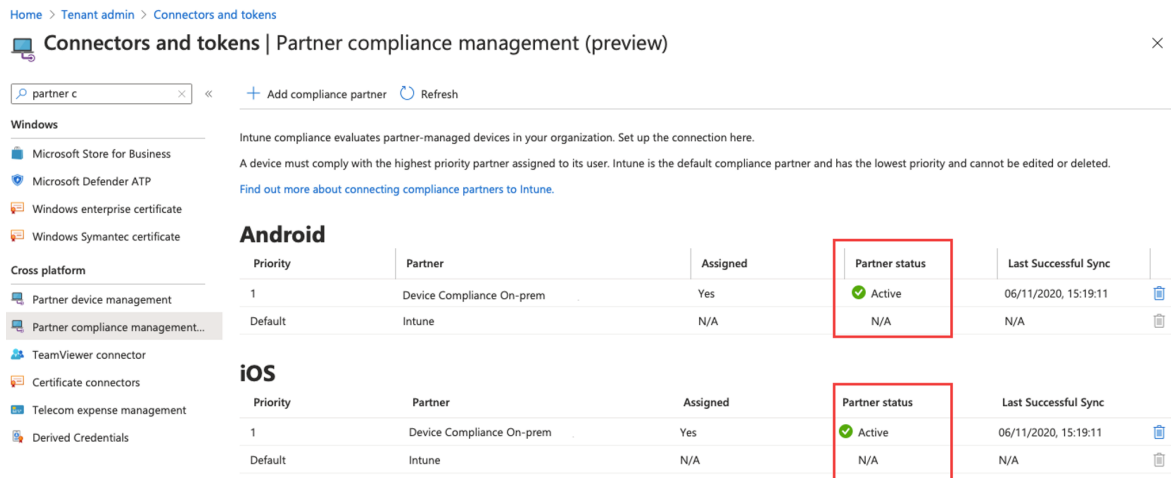 Home > Tenant admin > Connectors and tokens
Connectors and tokens | Partner compliance management (preview)
partner c
Windows
Microsoft Store for Business
Microsoft Defender ATP
Windows enterprise certificate
Windows Symantec certificate
Cross platform
Partner device management
Partner compliance management...
TeamViewer connector
Certificate connectors
Telecom expense management
Derived Credentials
Add compliance partner Refresh
Intune compliance evaluates partner-managed devices in your organization. Set up the connection here.
A device must comply with the highest priority partner assigned to its user. Intune is the default compliance partner and has the lowest priority and cannot be edited or deleted.
Find out more about connecting compliance partners to Intune.
Android
Priority Partner Assigned Partner status Last Successful Sync
1 Device Compliance On-prem Yes Active 06/11/2020, 15:19:11
Default Intune N/A N/A N/A
iOS
Priority Partner Assigned Partner status Last Successful Sync
1 Device Compliance On-prem Yes Active 06/11/2020, 15:19:11
Default Intune N/A N/A N/A